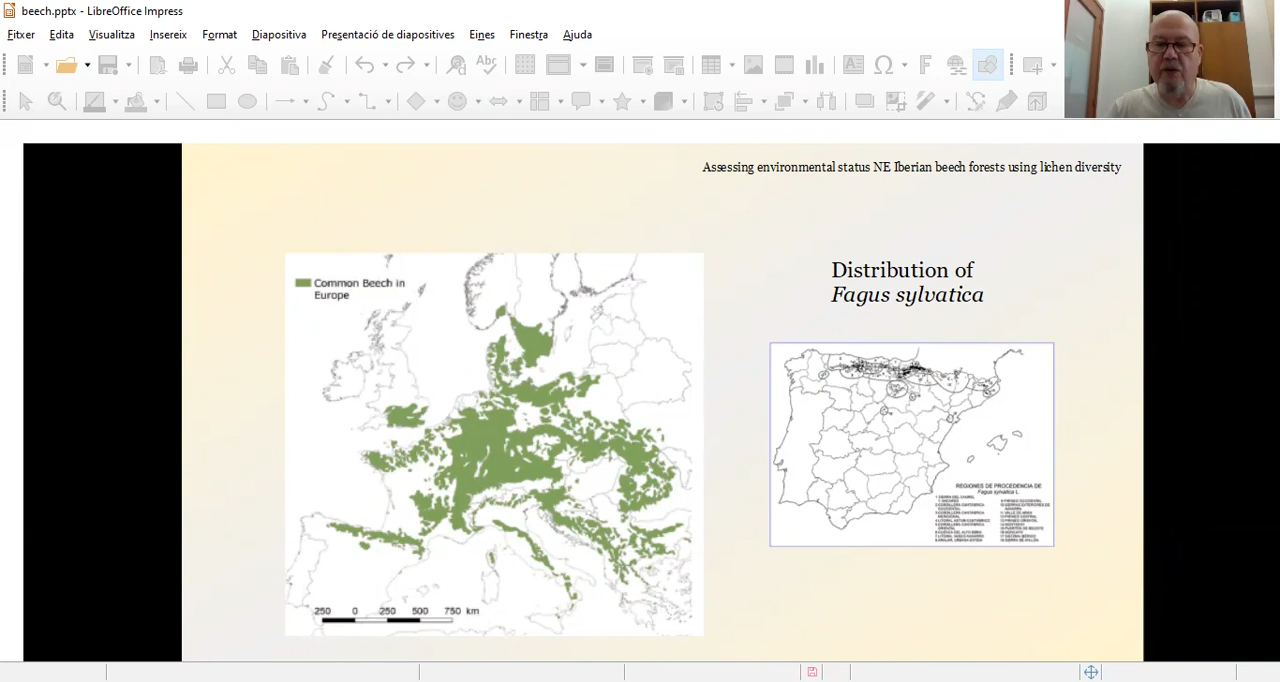 beech.pptx - LibreOffice Impress
Fitxer Edita Visualitza Insereix Format Diapositiva Presentació de diapositives Eines Finestra Ajuda
Assessing environmental status NE Iberian beech forests using lichen diversity
Common Beech in
Europe
Distribution of
Fagus sylvatica
250 0 250 500 750 km
REGIONES DE PROCEDENCIA DE
Fagus sylvatica L.